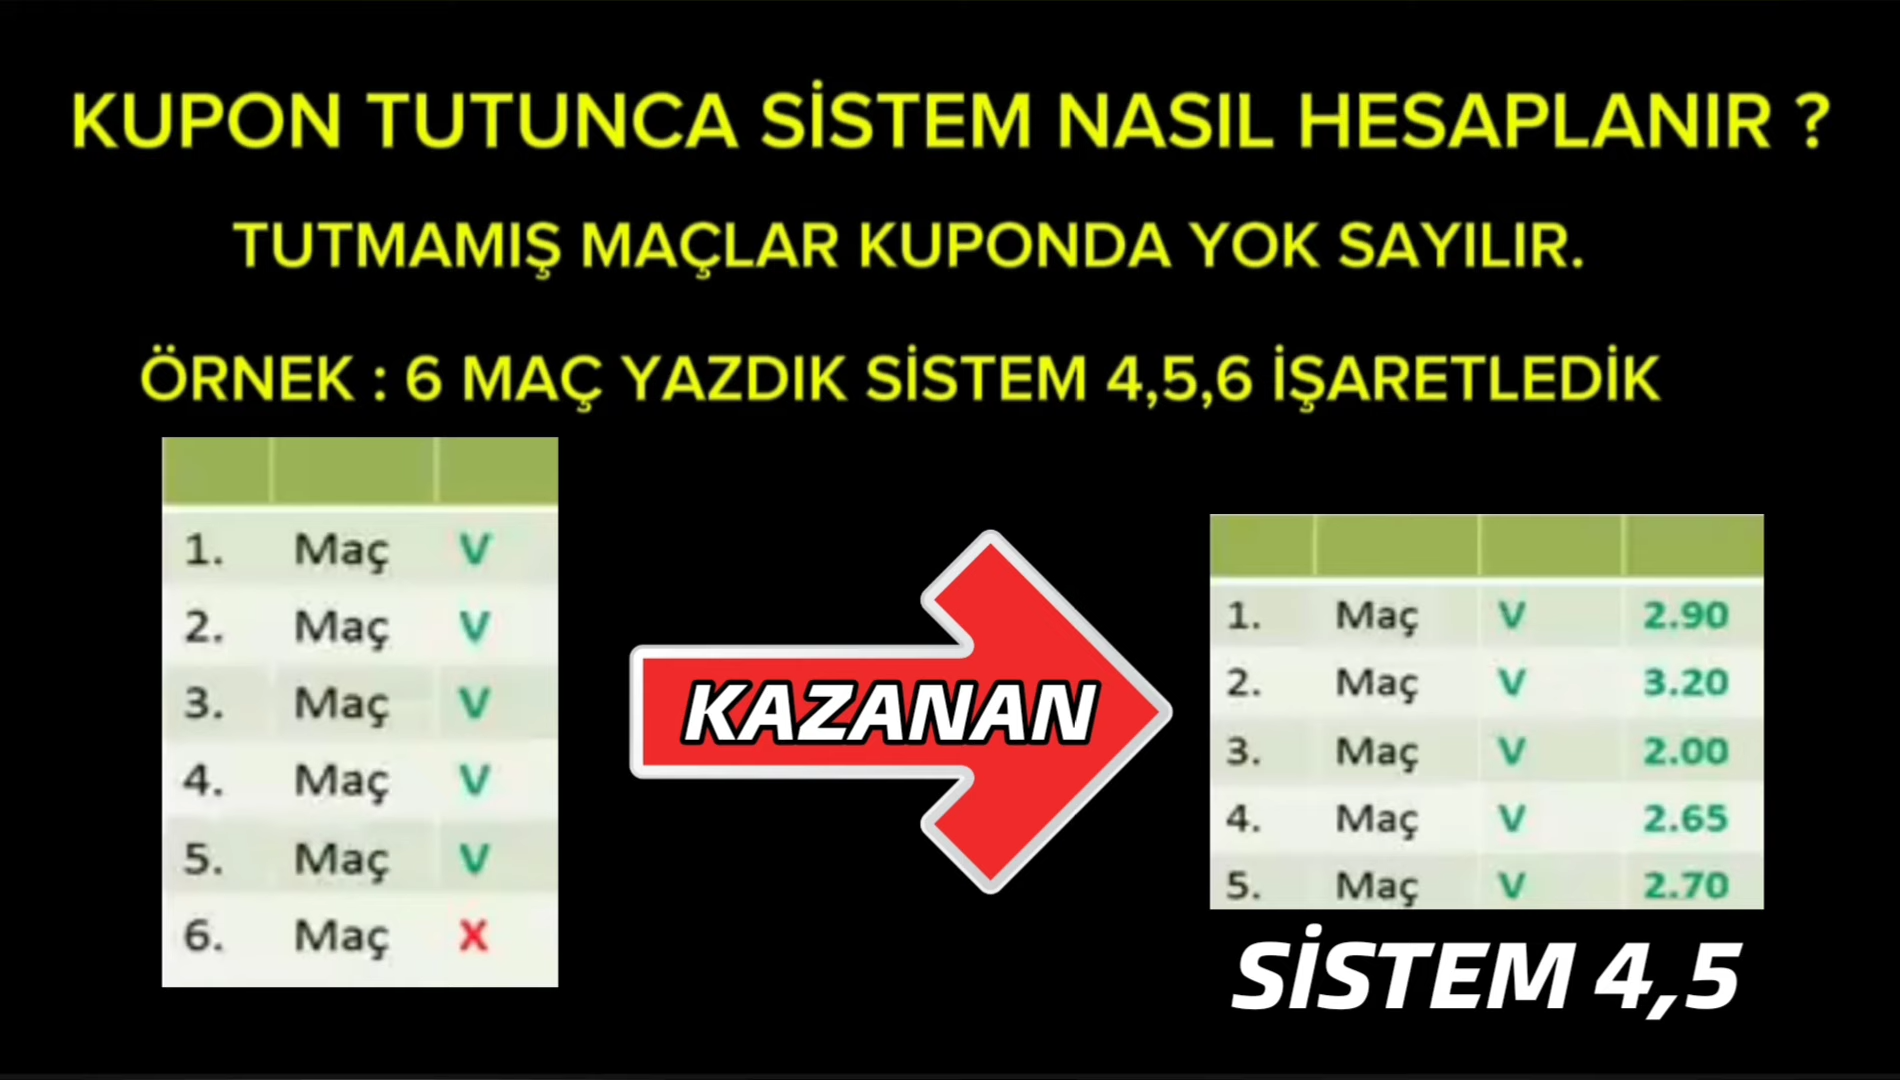 KUPON TUTUNCA SİSTEM NASIL HESAPLANIR ?
TUTMAMIŞ MAÇLAR KUPONDA YOK SAYILIR.
ÖRNEK : 6 MAÇ YAZDIK SİSTEM 4,5,6 İŞARETLEDİK
1. Maç V
2. Maç V
3. Maç V
4. Maç V
5. Maç V
6. Maç X
KAZANAN
1. Maç V 2.90
2. Maç V 3.20
3. Maç V 2.00
4. Maç V 2.65
5. Maç V 2.70
SİSTEM 4,5